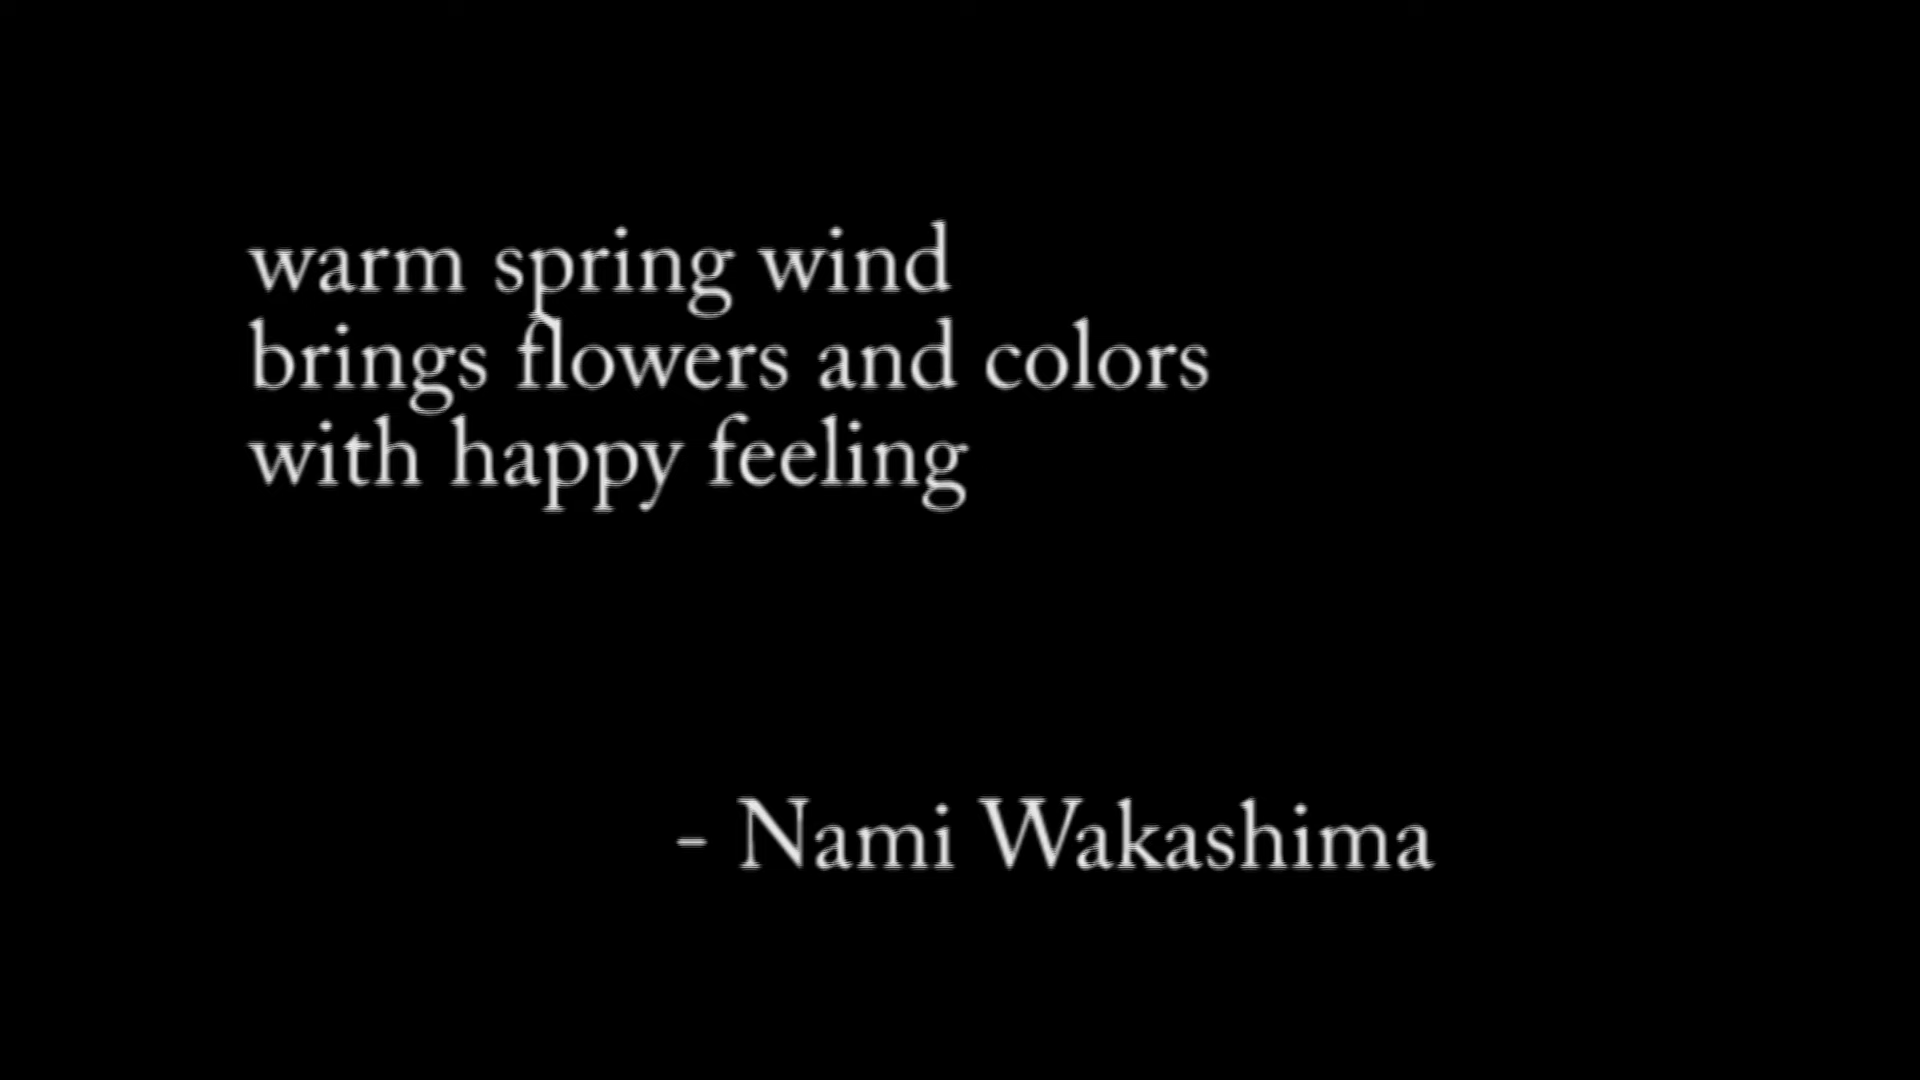 warm spring wind
brings flowers and colors
with happy feeling
- Nami Wakashima